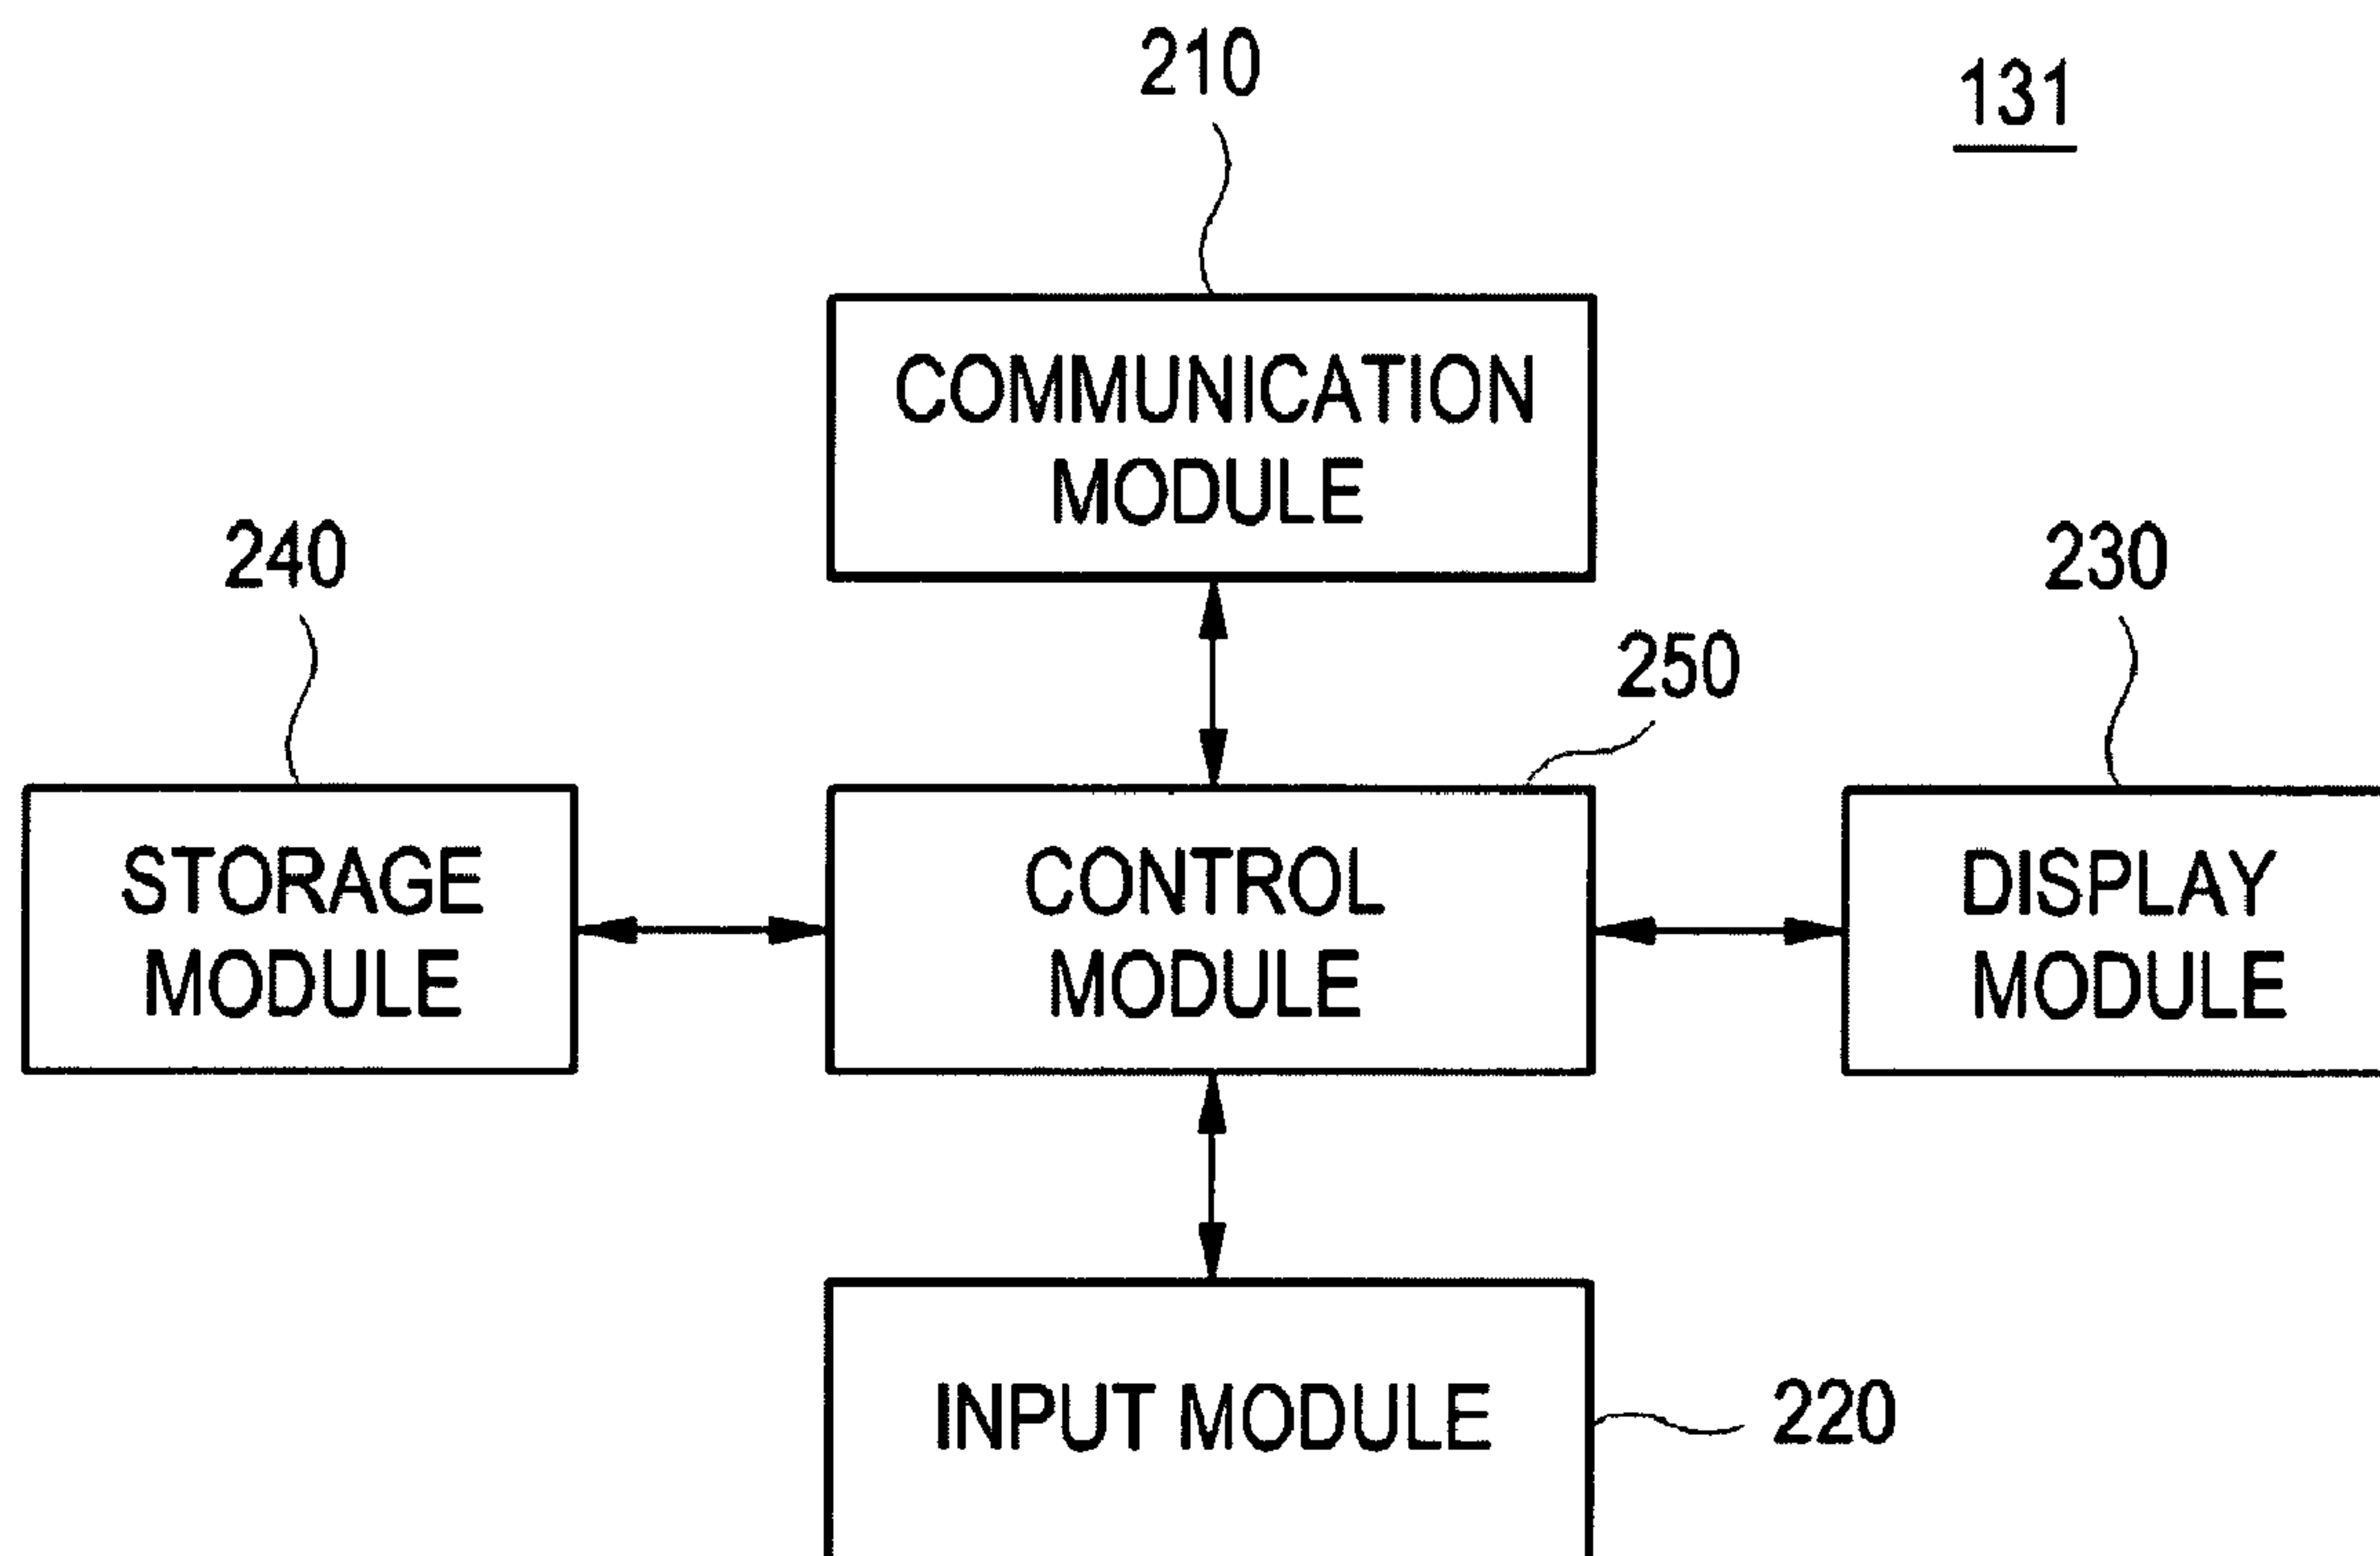 210
131
COMMUNICATION
MODULE
240
230
250
STORAGE
MODULE
CONTROL
MODULE
DISPLAY
MODULE
INPUT MODULE
220